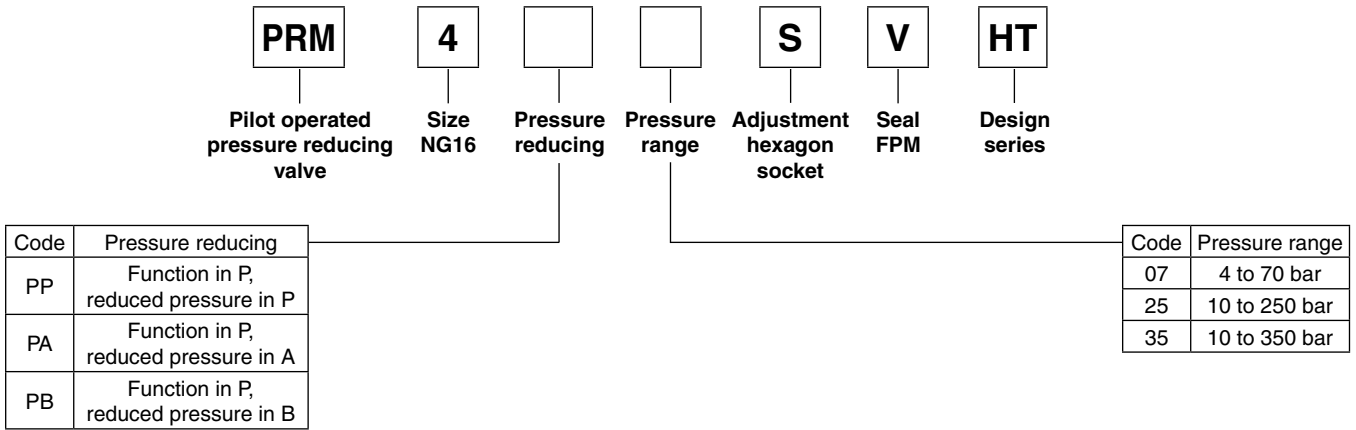 PRM 4 S V HT
Pilot operated
pressure reducing
valve
Size
NG16
Pressure
reducing
Pressure
range
Adjustment
hexagon
socket
Seal
FPM
Design
series
Code Pressure reducing
PP Function in P,
reduced pressure in P
PA Function in P,
reduced pressure in A
PB Function in P,
reduced pressure in B
Code Pressure range
07 4 to 70 bar
25 10 to 250 bar
35 10 to 350 bar